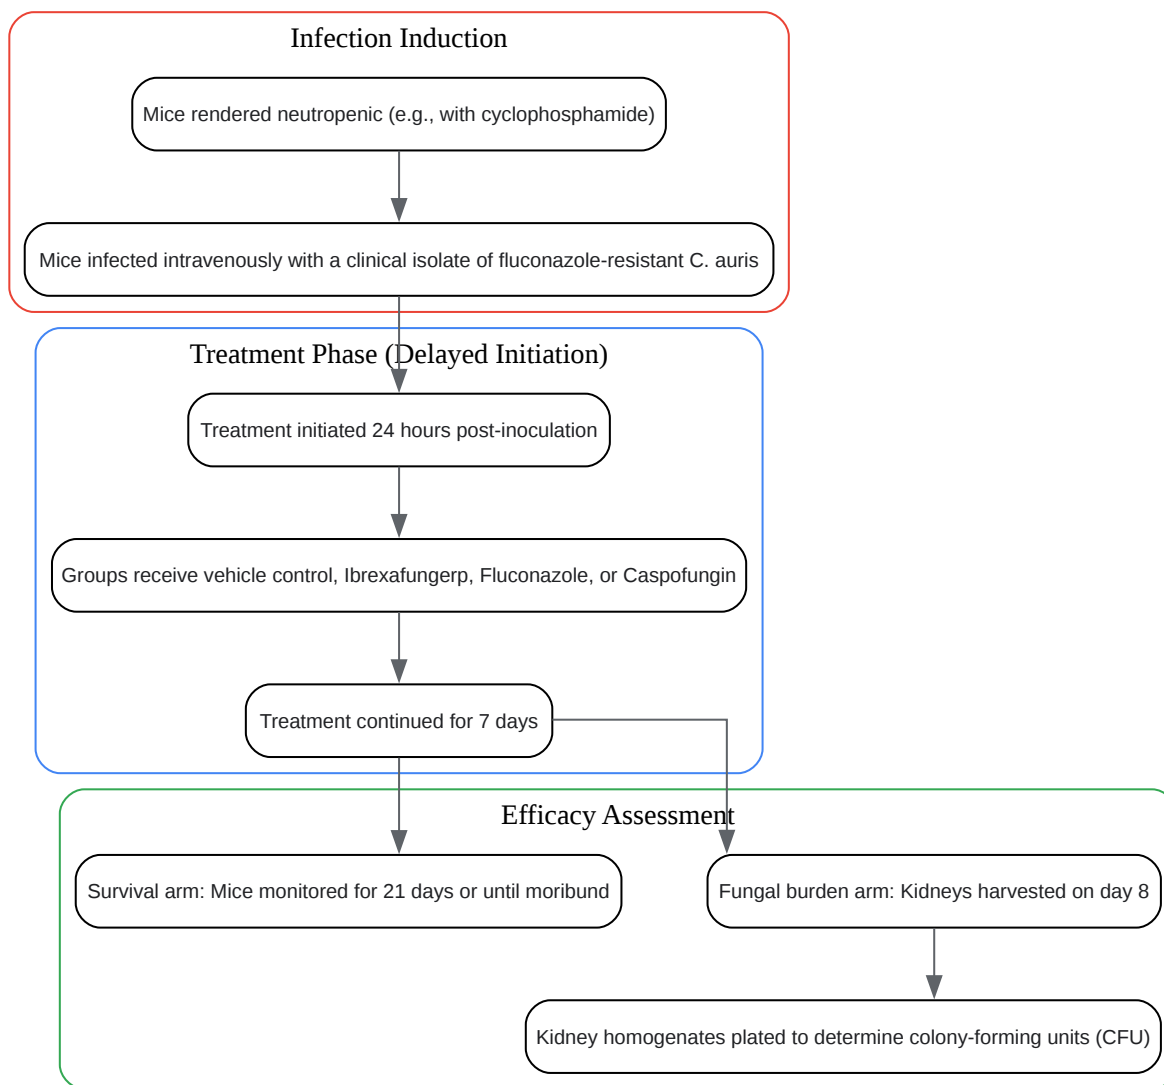 Infection Induction
Mice rendered neutropenic (e.g., with cyclophosphamide)
Mice infected intravenously with a clinical isolate of fluconazole-resistant C. auris
Treatment Phase (Delayed Initiation)
Treatment initiated 24 hours post-inoculation
Groups receive vehicle control, Ibrexafungerp, Fluconazole, or Caspofungin
Treatment continued for 7 days
Efficacy Assessment
Survival arm: Mice monitored for 21 days or until moribund
Fungal burden arm: Kidneys harvested on day 8
Kidney homogenates plated to determine colony-forming units (CFU)